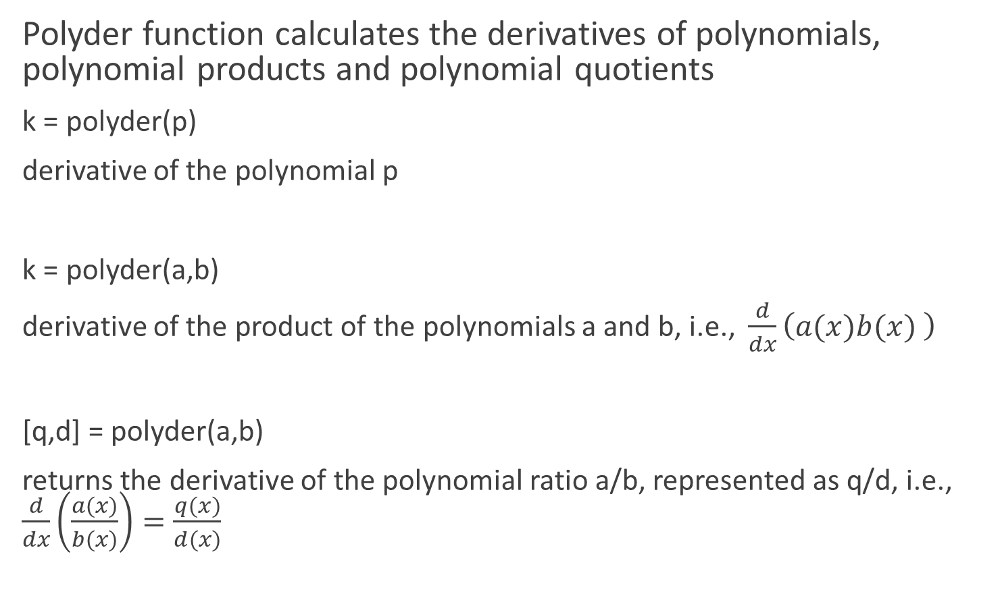 Polyder function calculates the derivatives of polynomials,
polynomial products and polynomial quotients
k = polyder(p)
derivative of the polynomial p
k = polyder(a,b)
derivative of the product of the polynomials a and b, i.e., \frac{d}{dx}(a(x)b(x))
[q,d] = polyder(a,b)
returns the derivative of the polynomial ratio a/b, represented as q/d, i.e.,
\frac{d}{dx}\left(\frac{a(x)}{b(x)}\right) = \frac{q(x)}{d(x)}